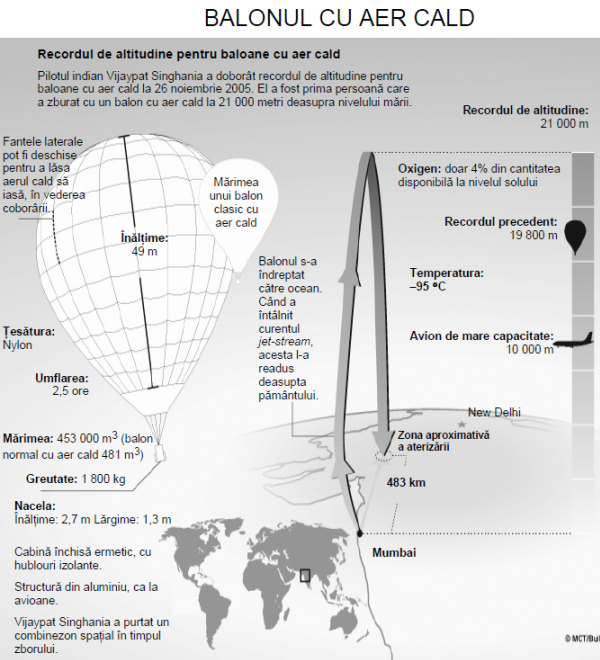 BALONUL CU AER CALD
Recordul de altitudine pentru baloane cu aer cald
Pilotul indian Vijaypat Singhania a doborât recordul de altitudine pentru
baloane cu aer cald la 26 noiembrie 2005. El a fost prima persoană care
a zburat cu un balon cu aer cald la 21 000 metri deasupra nivelului mării.
Fantele laterale
pot fi deschise
pentru a lăsa
aerul cald să
iasă, în vederea
coborârii.
Înălțime:
49 m
Mărimea
unui balon
clasic cu
aer cald
Țesătura:
Nylon
Umflarea:
2,5 ore
Mărimea: 453 000 m³ (balon
normal cu aer cald 481 m³)
Greutate: 1 800 kg
Nacela:
Înălțime: 2,7 m Lărgime: 1,3 m
Cabină închisă ermetic, cu
hublouri izolante.
Structură din aluminiu, ca la
avioane.
Vijaypat Singhania a purtat un
combinezon spațial în timpul
zborului.
Balonul s-a
îndreptat
către ocean.
Când a
întâlnit
curentul
jet-stream,
acesta l-a
readus
deasupta
pământului.
Recordul de altitudine:
21 000 m
Oxigen: doar 4% din cantitatea
disponibilă la nivelul solului
Recordul precedent:
19 800 m
Temperatura:
–95 ºC
Avion de mare capacitate:
10 000 m
New Delhi
Zona aproximativă
a aterizării
483 km
Mumbai
© MCT/Bul